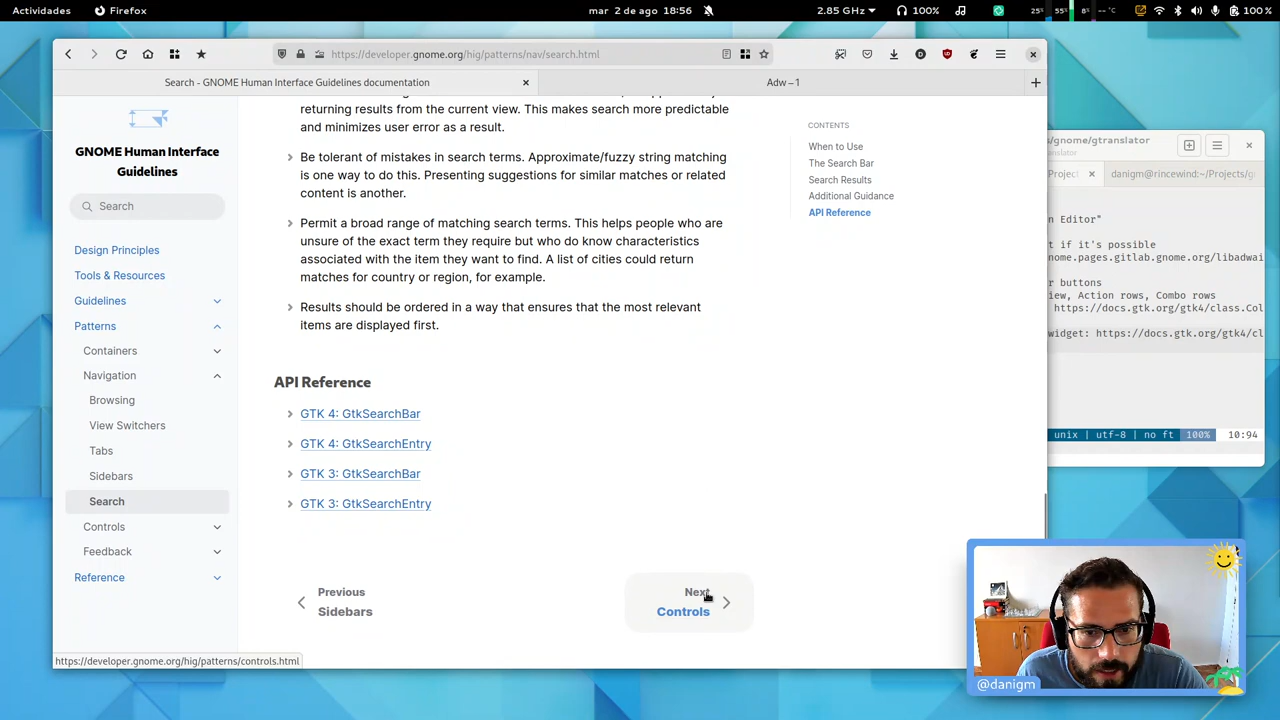 Actividades
Firefox
mar 2 de ago 18:56
2.85 GHz
100%
25%
55%
8%
--°C
100 %
https://developer.gnome.org/hig/patterns/nav/search.html
Search - GNOME Human Interface Guidelines documentation
Adw – 1
GNOME Human Interface
Guidelines
Search
Design Principles
Tools & Resources
Guidelines
Patterns
Containers
Navigation
Browsing
View Switchers
Tabs
Sidebars
Search
Controls
Feedback
Reference
returning results from the current view. This makes search more predictable
and minimizes user error as a result.
Be tolerant of mistakes in search terms. Approximate/fuzzy string matching
is one way to do this. Presenting suggestions for similar matches or related
content is another.
Permit a broad range of matching search terms. This helps people who are
unsure of the exact term they require but who do know characteristics
associated with the item they want to find. A list of cities could return
matches for country or region, for example.
Results should be ordered in a way that ensures that the most relevant
items are displayed first.
API Reference
GTK 4: GtkSearchBar
GTK 4: GtkSearchEntry
GTK 3: GtkSearchBar
GTK 3: GtkSearchEntry
Previous
Sidebars
Next
Controls
CONTENTS
When to Use
The Search Bar
Search Results
Additional Guidance
API Reference
https://developer.gnome.org/hig/patterns/controls.html
s/gnome/gtranslator
anslator
Project
danigm@rincewind:~/Projects/g
n Editor"
t if it's possible
nome.pages.gitlab.gnome.org/libadwai
r buttons
iew, Action rows, Combo rows
https://docs.gtk.org/gtk4/class.Col
widget: https://docs.gtk.org/gtk4/cl
unix | utf-8 | no ft
100%
10:94
@danigm